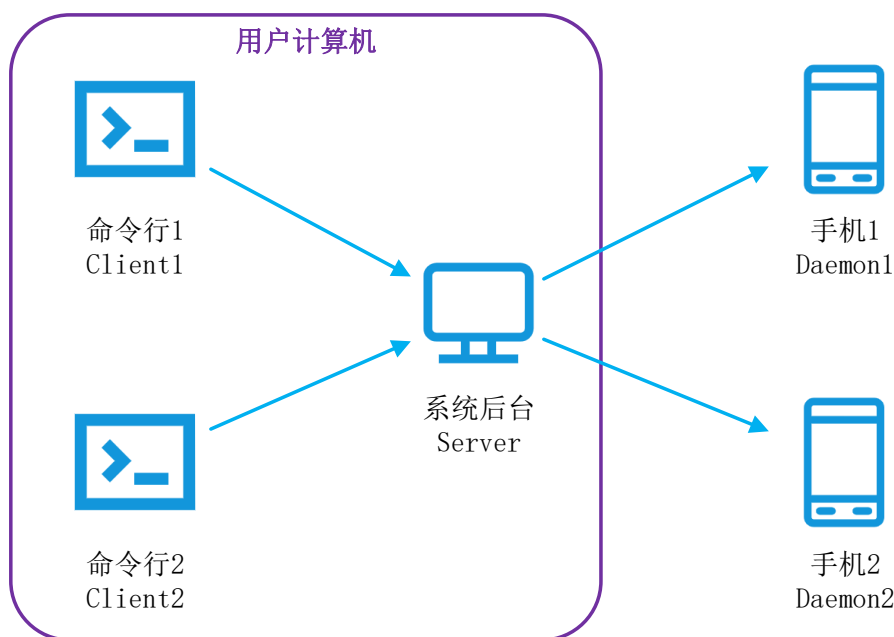 用户计算机
命令行1
Client1
手机1
Daemon1
系统后台
Server
命令行2
Client2
手机2
Daemon2